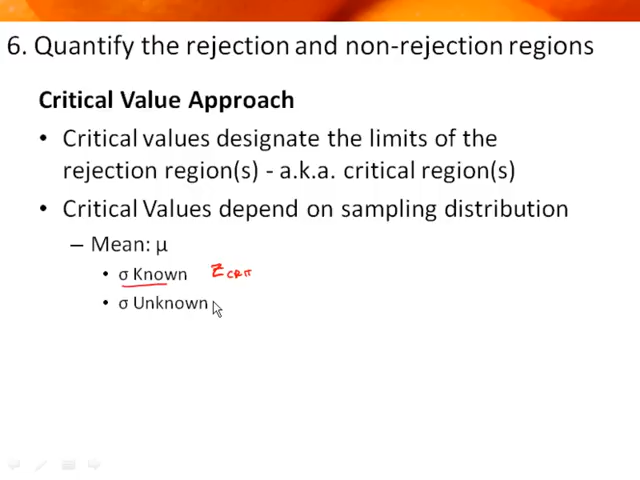 6. Quantify the rejection and non-rejection regions
Critical Value Approach
• Critical values designate the limits of the
rejection region(s) - a.k.a. critical region(s)
• Critical Values depend on sampling distribution
– Mean: µ
• σ Known Z CRIT
• σ Unknown